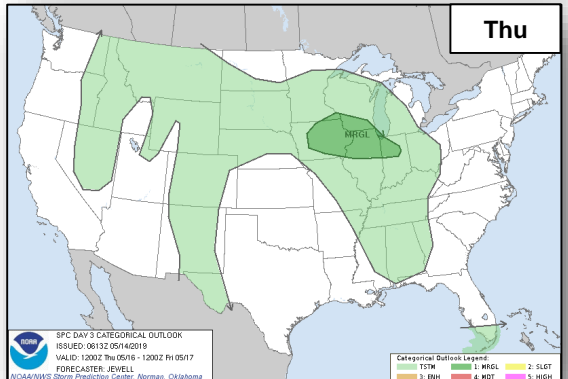 Thu
MRGL
SPC DAY 3 CATEGORICAL OUTLOOK
ISSUED: 0613Z 05/14/2019
VALID: 1200Z Thu 05/16 - 1200Z Fri 05/17
FORECASTER: JEWELL
NOAA/NWS Storm Prediction Center, Norman, Oklahoma
NOAA
Categorical Outlook Legend:
TSTM 1: MRGL 2: SLGT
3: ENH 4: MDT 5: HIGH